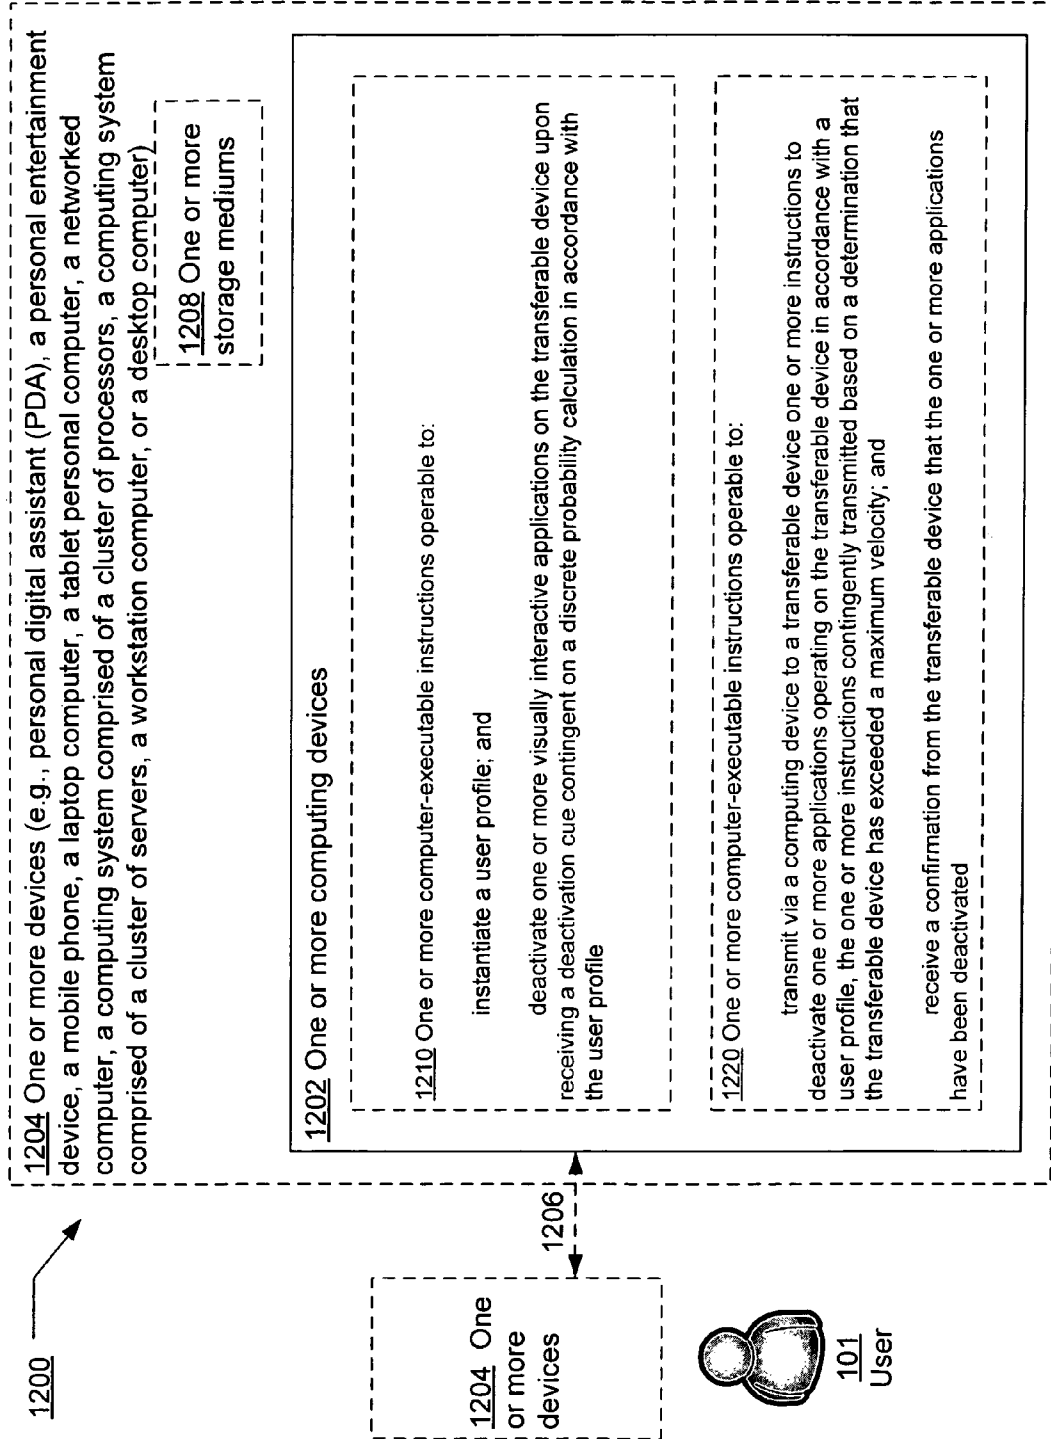 1200
1204 One or more devices (e.g., personal digital assistant (PDA), a personal entertainment
device, a mobile phone, a laptop computer, a tablet personal computer, a networked
computer, a computing system comprised of a cluster of processors, a computing system
comprised of a cluster of servers, a workstation computer, or a desktop computer)
1208 One or more
storage mediums
1202 One or more computing devices
1210 One or more computer-executable instructions operable to:
instantiate a user profile; and
deactivate one or more visually interactive applications on the transferable device upon
receiving a deactivation cue contingent on a discrete probability calculation in accordance with
the user profile
1220 One or more computer-executable instructions operable to:
transmit via a computing device to a transferable device one or more instructions to
deactivate one or more applications operating on the transferable device in accordance with a
user profile, the one or more instructions contingently transmitted based on a determination that
the transferable device has exceeded a maximum velocity; and
receive a confirmation from the transferable device that the one or more applications
have been deactivated
1206
1204 One
or more
devices
101
User